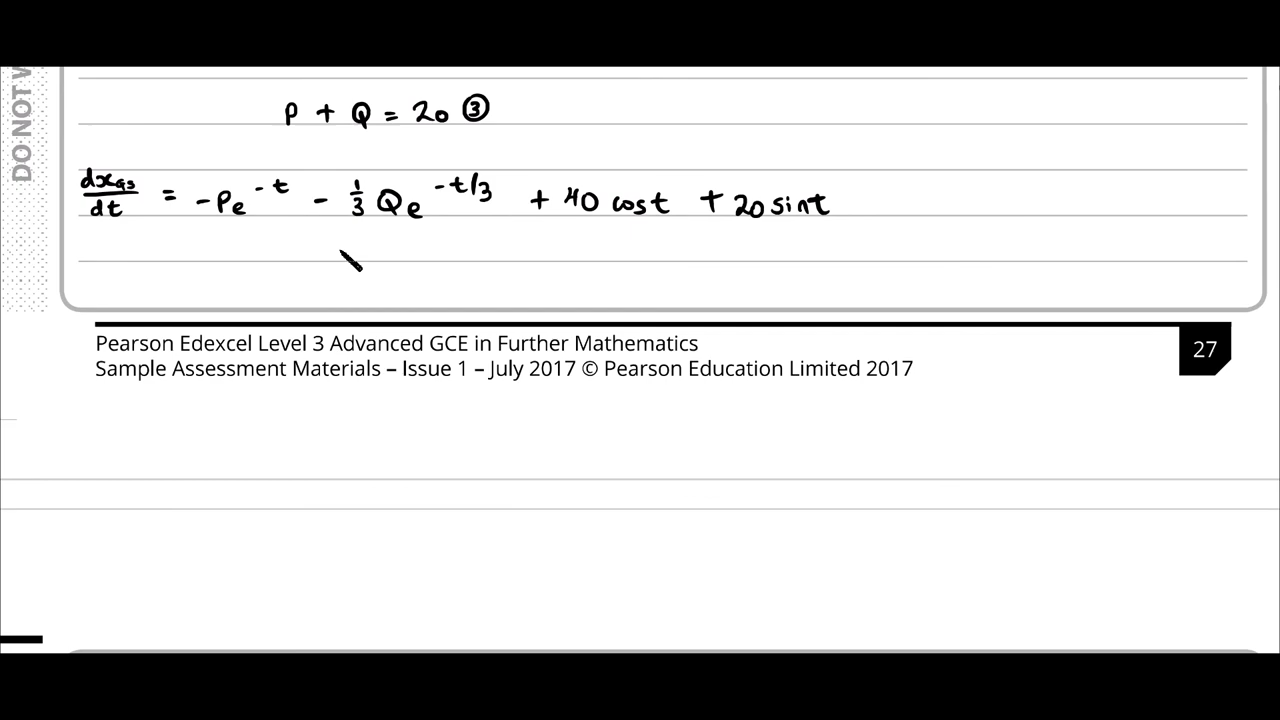 DO NOT W
P + Q = 20 ③
dx_GS/dt = -Pe^-t - 1/3 Qe^-t/3 + 40 cost + 20 sint
Pearson Edexcel Level 3 Advanced GCE in Further Mathematics
Sample Assessment Materials – Issue 1 – July 2017 © Pearson Education Limited 2017
27